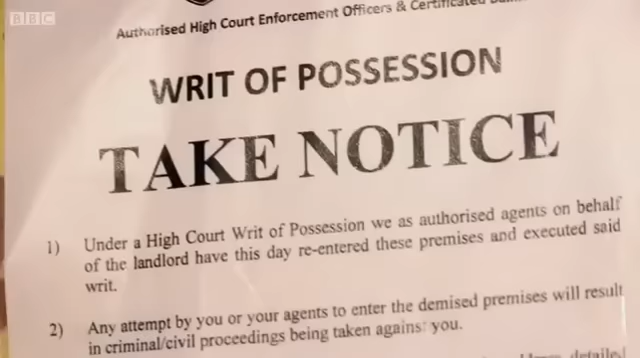 BBC
Authorised High Court Enforcement Officers & Certificated
WRIT OF POSSESSION
TAKE NOTICE
1) Under a High Court Writ of Possession we as authorised agents on behalf
of the landlord have this day re-entered these premises and executed said
writ.
2) Any attempt by you or your agents to enter the demised premises will result
in criminal/civil proceedings being taken against you.
detailed